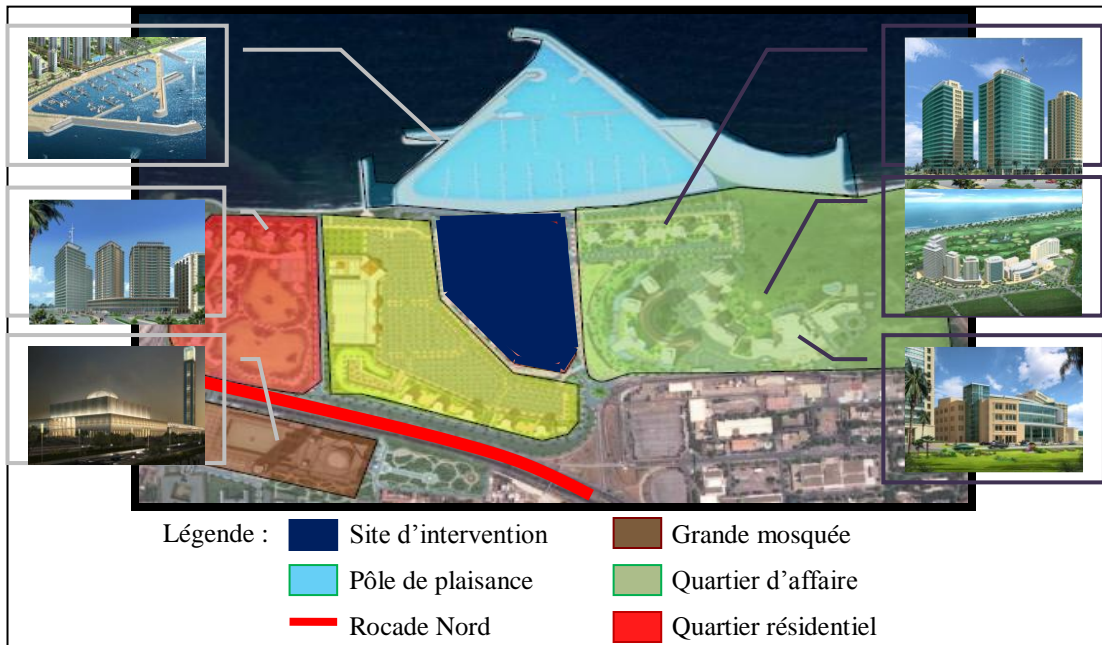 Légende :
Site d'intervention
Grande mosquée
Pôle de plaisance
Quartier d'affaire
Rocade Nord
Quartier résidentiel